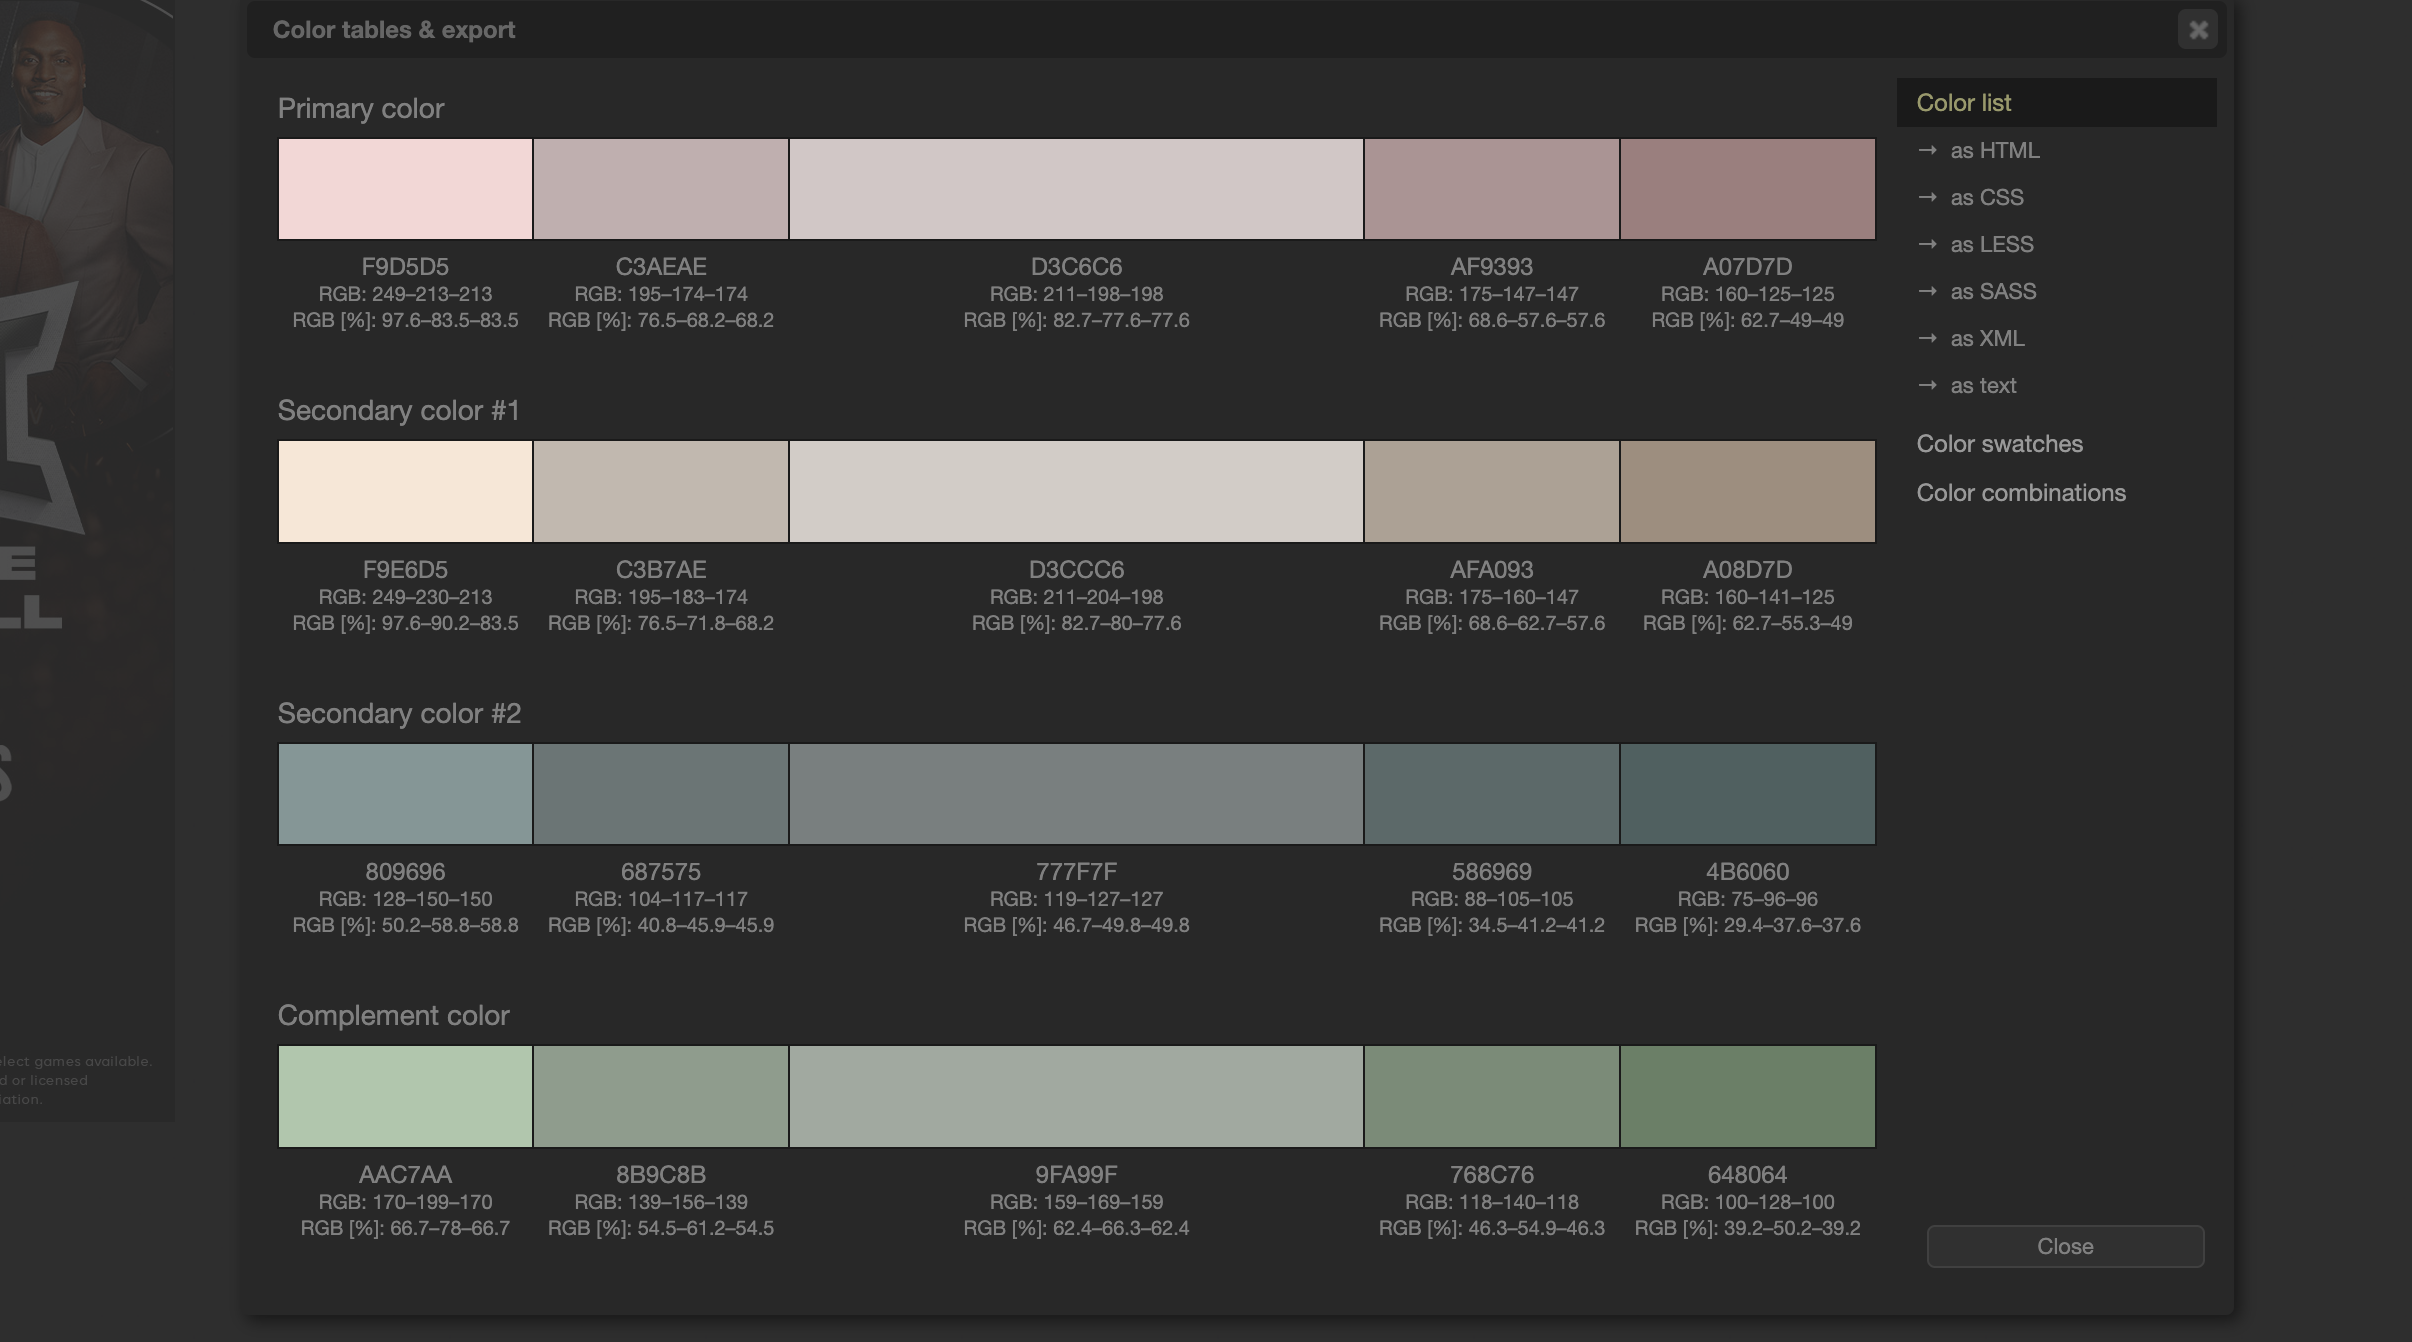 Color tables & export
Primary color
F9D5D5
RGB: 249–213–213
RGB [%]: 97.6–83.5–83.5
C3AEAE
RGB: 195–174–174
RGB [%]: 76.5–68.2–68.2
D3C6C6
RGB: 211–198–198
RGB [%]: 82.7–77.6–77.6
AF9393
RGB: 175–147–147
RGB [%]: 68.6–57.6–57.6
A07D7D
RGB: 160–125–125
RGB [%]: 62.7–49–49
Secondary color #1
F9E6D5
RGB: 249–230–213
RGB [%]: 97.6–90.2–83.5
C3B7AE
RGB: 195–183–174
RGB [%]: 76.5–71.8–68.2
D3CCC6
RGB: 211–204–198
RGB [%]: 82.7–80–77.6
AFA093
RGB: 175–160–147
RGB [%]: 68.6–62.7–57.6
A08D7D
RGB: 160–141–125
RGB [%]: 62.7–55.3–49
Secondary color #2
809696
RGB: 128–150–150
RGB [%]: 50.2–58.8–58.8
687575
RGB: 104–117–117
RGB [%]: 40.8–45.9–45.9
777F7F
RGB: 119–127–127
RGB [%]: 46.7–49.8–49.8
586969
RGB: 88–105–105
RGB [%]: 34.5–41.2–41.2
4B6060
RGB: 75–96–96
RGB [%]: 29.4–37.6–37.6
Complement color
AAC7AA
RGB: 170–199–170
RGB [%]: 66.7–78–66.7
8B9C8B
RGB: 139–156–139
RGB [%]: 54.5–61.2–54.5
9FA99F
RGB: 159–169–159
RGB [%]: 62.4–66.3–62.4
768C76
RGB: 118–140–118
RGB [%]: 46.3–54.9–46.3
648064
RGB: 100–128–100
RGB [%]: 39.2–50.2–39.2
Color list
→ as HTML
→ as CSS
→ as LESS
→ as SASS
→ as XML
→ as text
Color swatches
Color combinations
Close
E
LL
S
elect games available.
d or licensed
iation.